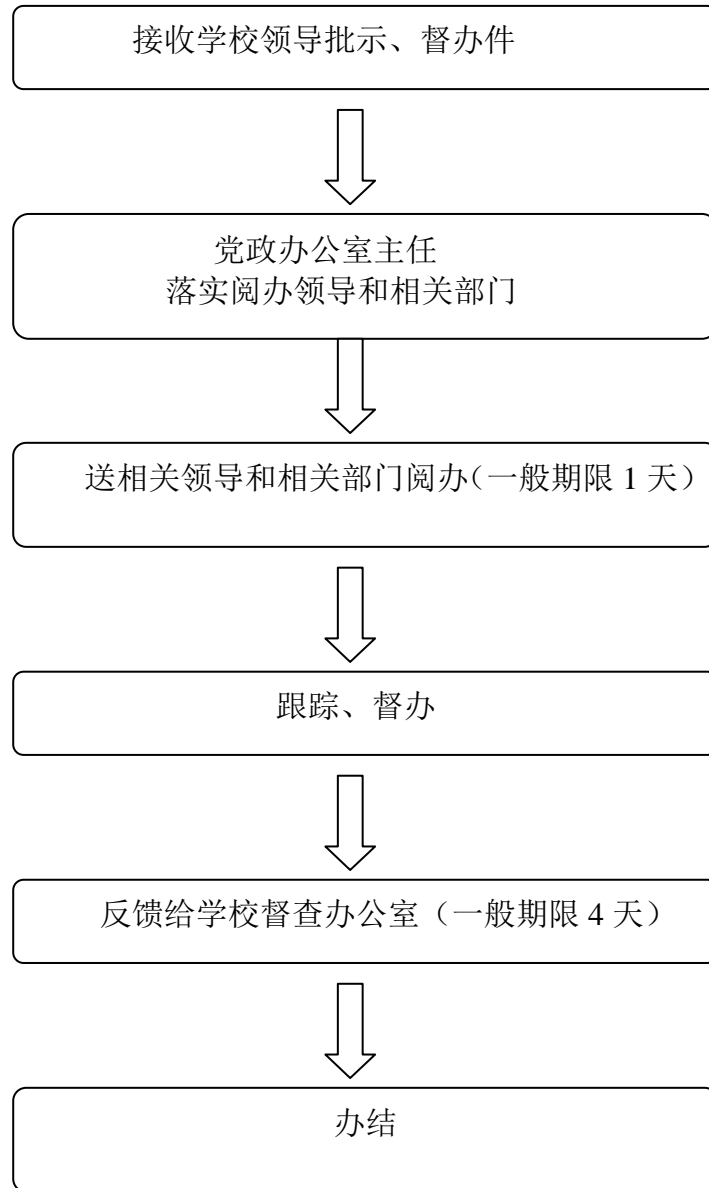 接收学校领导批示、督办件
党政办公室主任
落实阅办领导和相关部门
送相关领导和相关部门阅办（一般期限 1 天）
跟踪、督办
反馈给学校督查办公室（一般期限 4 天）
办结